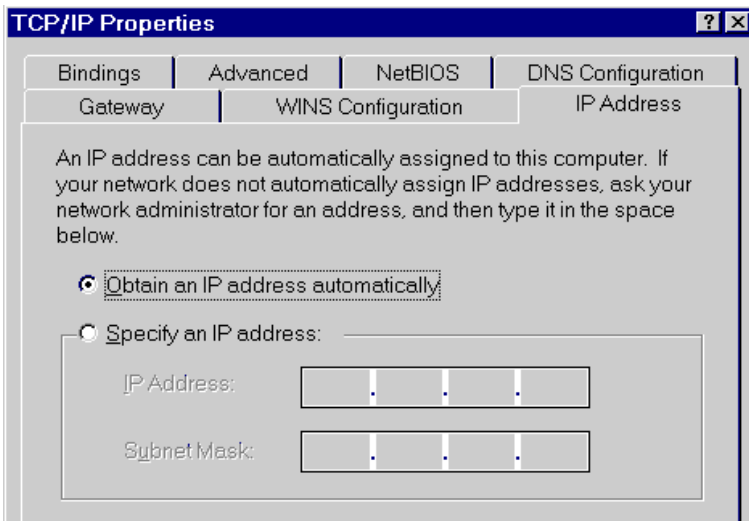 TCP/IP Properties
Bindings Advanced NetBIOS DNS Configuration
Gateway WINS Configuration IP Address
An IP address can be automatically assigned to this computer. If
your network does not automatically assign IP addresses, ask your
network administrator for an address, and then type it in the space
below.
Obtain an IP address automatically
Specify an IP address:
IP Address:
Subnet Mask: